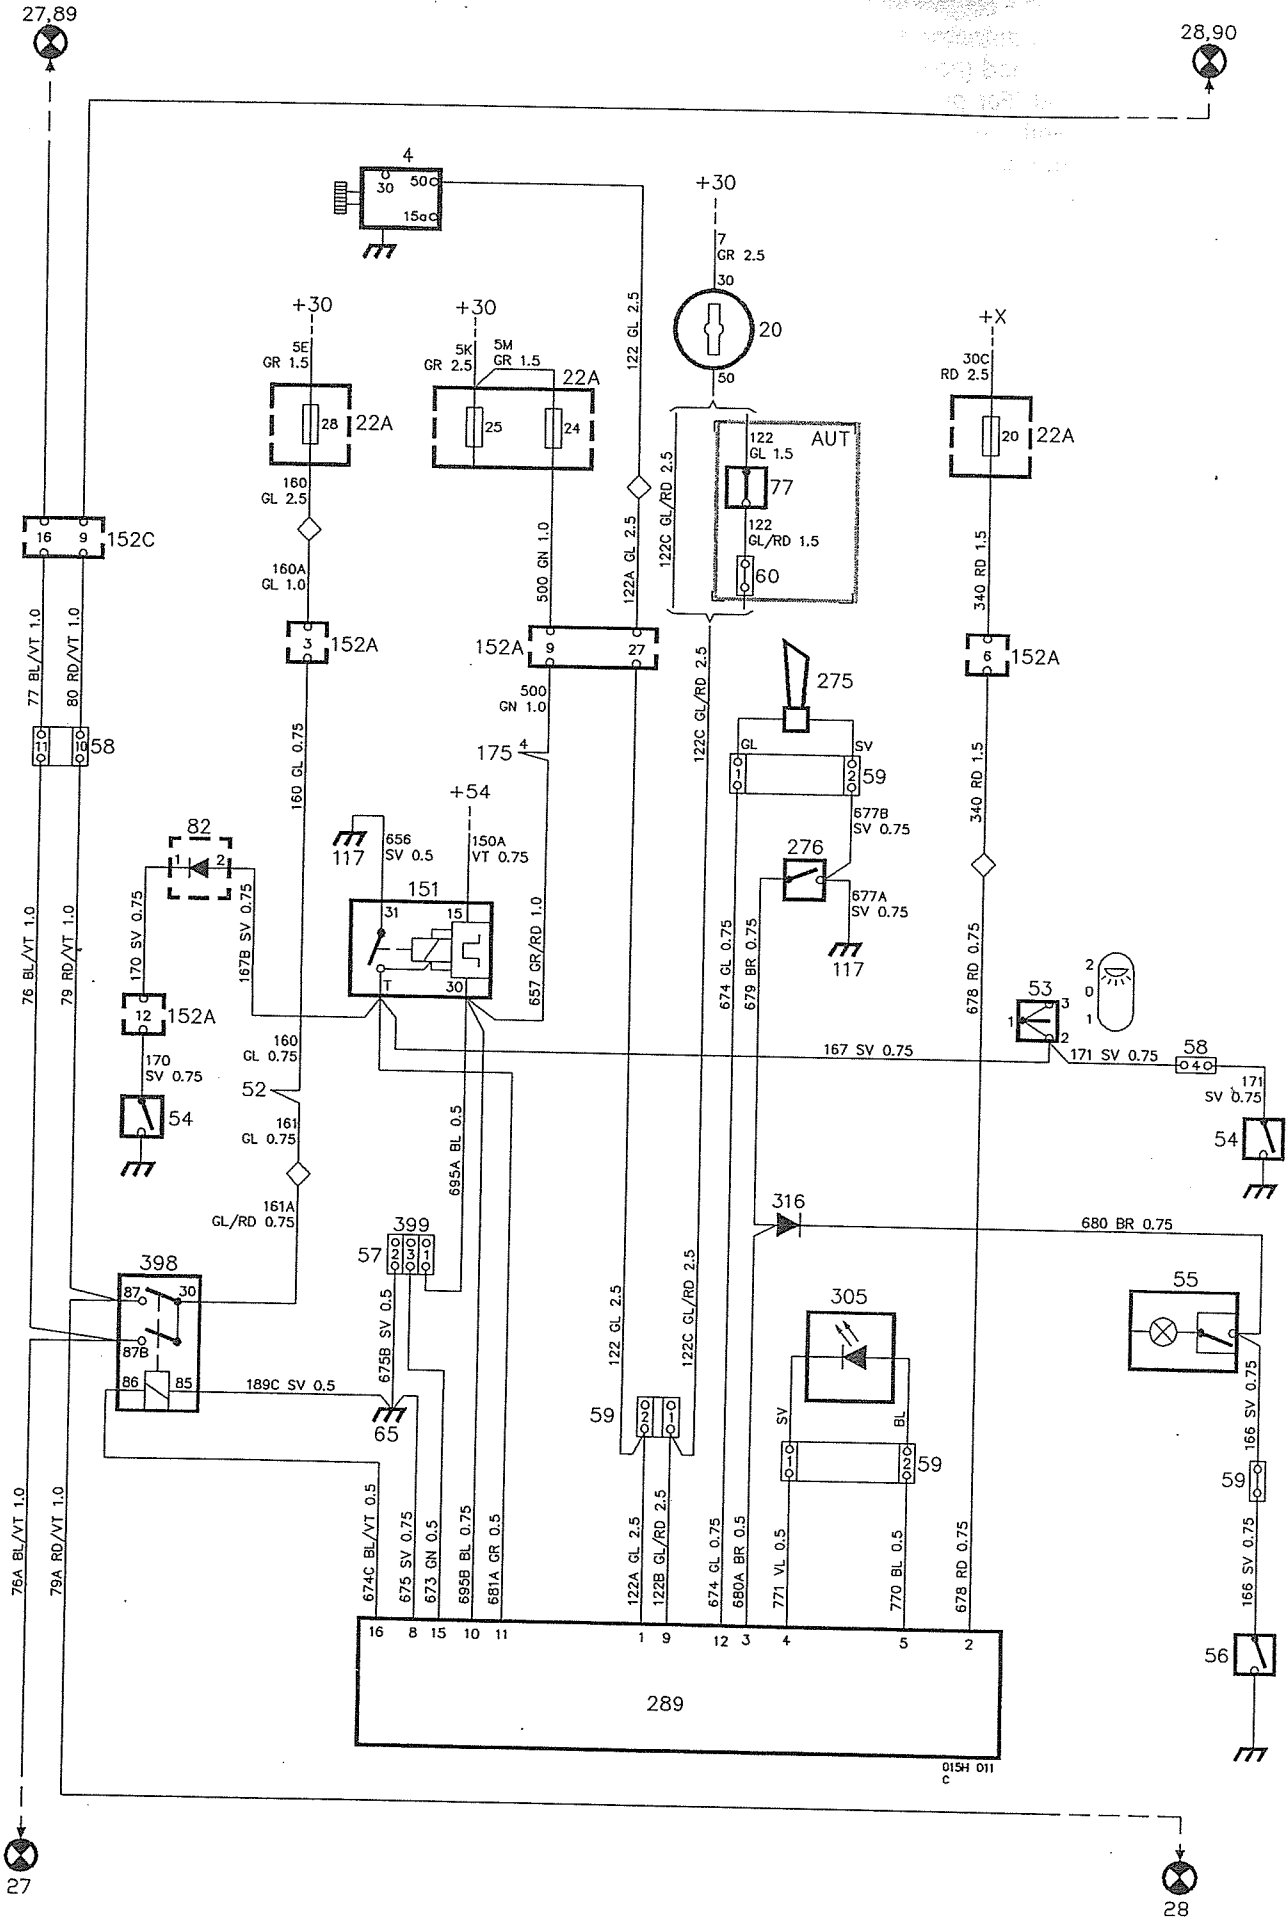 27,89
28,90
4
30
50
15a
+30
7
GR 2.5
30
20
50
+30
+30
5E
GR 1.5
5K
GR 2.5
5M
GR 1.5
122 GL 2.5
+X
30C
RD 2.5
22A
28
22A
25
24
20
22A
AUT
122
GL 1.5
77
122
GL/RD 1.5
60
122C GL/RD 2.5
160
GL 2.5
160A
GL 1.0
500 GN 1.0
122A GL 2.5
340 RD 1.5
16
9
152C
77 BL/VT 1.0
80 RD/VT 1.0
3
152A
152A
9
27
6
152A
275
500
GN 1.0
122C GL/RD 2.5
11
10
58
160 GL 0.75
175
4
GL
SV
1
2
59
340 RD 1.5
+54
82
1
2
117
656
SV 0.5
150A
VT 0.75
677B
SV 0.75
276
151
31
15
T
30
677A
SV 0.75
117
170 SV 0.75
167B SV 0.75
657 GR/RD 1.0
674 GL 0.75
679 BR 0.75
678 RD 0.75
76 BL/VT 1.0
79 RD/VT 1.0
12
152A
2
0
1
53
1
3
2
167 SV 0.75
171 SV 0.75
58
4
170
SV 0.75
160
GL 0.75
171
SV 0.75
52
54
54
161
GL 0.75
695A BL 0.5
161A
GL/RD 0.75
316
680 BR 0.75
399
57
2
3
1
398
87
30
87B
86
85
55
305
122 GL 2.5
122C GL/RD 2.5
675B SV 0.5
189C SV 0.5
65
59
2
1
SV
BL
1
2
59
166 SV 0.75
59
76A BL/VT 1.0
79A RD/VT 1.0
674C BL/VT 0.5
675 SV 0.75
673 GN 0.5
695B BL 0.75
681A GR 0.5
122A GL 2.5
122B GL/RD 2.5
674 GL 0.75
680A BR 0.5
771 VL 0.5
770 BL 0.5
678 RD 0.75
166 SV 0.75
16
8
15
10
11
1
9
12
3
4
5
2
56
289
015H 011
C
27
28